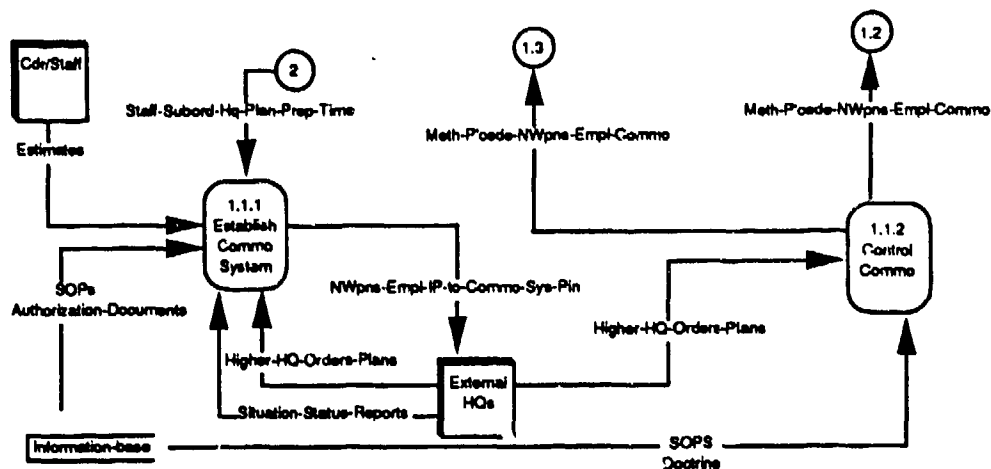 1.3
1.2
Cdr/Staff
2
Staff-Subord-Hq-Plan-Prep-Time
Meth-P'oede-NWpns-Empl-Commo
Meth-P'oede-NWpns-Empl-Commo
Estimates
1.1.1
Establish
Commo
System
1.1.2
Control
Commo
SOPs
Authorization-Documents
NWpns-Empl-IP-to-Commo-Sys-Pln
Higher-HQ-Orders-Plans
Higher-HQ-Orders-Plans
External
HQs
Situation-Status-Reports
Information-base
SOPS
Doctrine